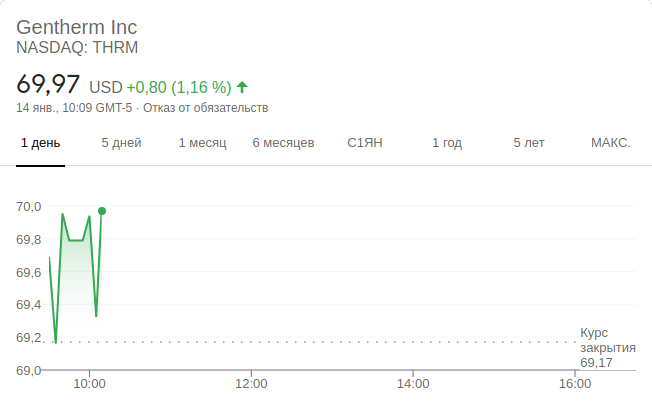 Gentherm Inc
NASDAQ: THRM
69,97 USD +0,80 (1,16 %)
14 янв., 10:09 GMT-5 · Отказ от обязательств
1 день 5 дней 1 месяц 6 месяцев С1ЯН 1 год 5 лет МАКС.
70,0
69,8
69,6
69,4
69,2
Курс
закрытия
69,17
69,0
10:00 12:00 14:00 16:00